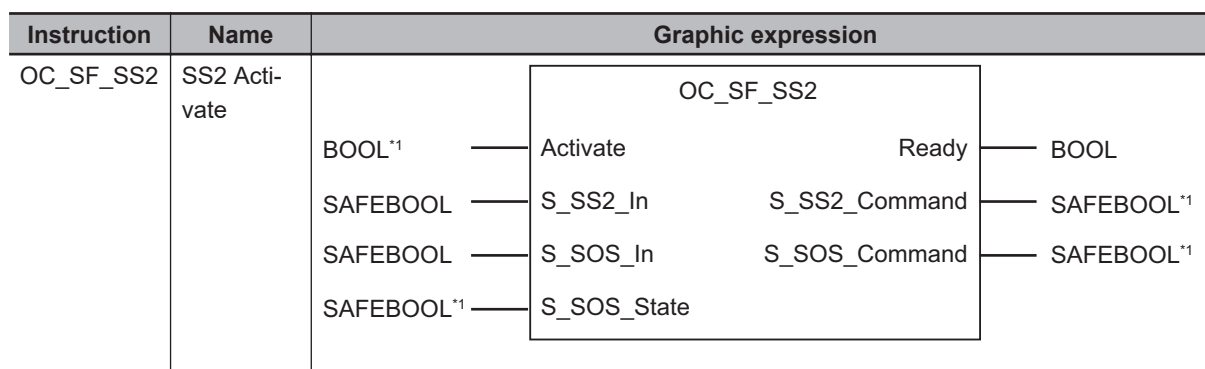 Instruction Name Graphic expression
OC_SF_SS2 SS2 Acti-
vate
OC_SF_SS2
BOOL*1 Activate Ready BOOL
SAFEBOOL S_SS2_In S_SS2_Command SAFEBOOL*1
SAFEBOOL S_SOS_In S_SOS_Command SAFEBOOL*1
SAFEBOOL*1 S_SOS_State